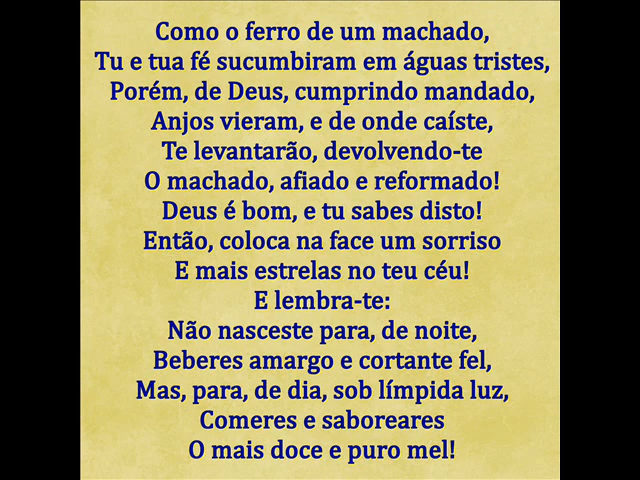 Como o ferro de um machado,
Tu e tua fé sucumbiram em águas tristes,
Porém, de Deus, cumprindo mandado,
Anjos vieram, e de onde caíste,
Te levantarão, devolvendo-te
O machado, afiado e reformado!
Deus é bom, e tu sabes disto!
Então, coloca na face um sorriso
E mais estrelas no teu céu!
E lembra-te:
Não nasceste para, de noite,
Beberes amargo e cortante fel,
Mas, para, de dia, sob límpida luz,
Comeres e saboreares
O mais doce e puro mel!